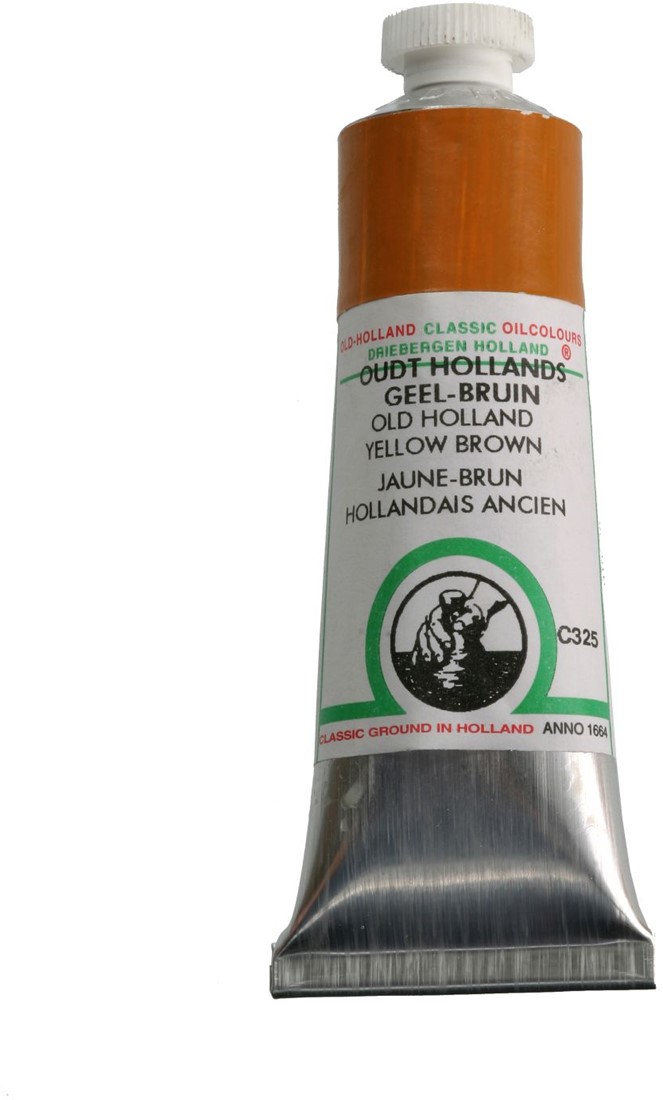 OLD-HOLLAND CLASSIC OILCOLOURS
DRIEBERGEN HOLLAND ®
OUDT HOLLANDS
GEEL-BRUIN
OLD HOLLAND
YELLOW BROWN
JAUNE-BRUN
HOLLANDAIS ANCIEN
C325
CLASSIC GROUND IN HOLLAND ANNO 1664